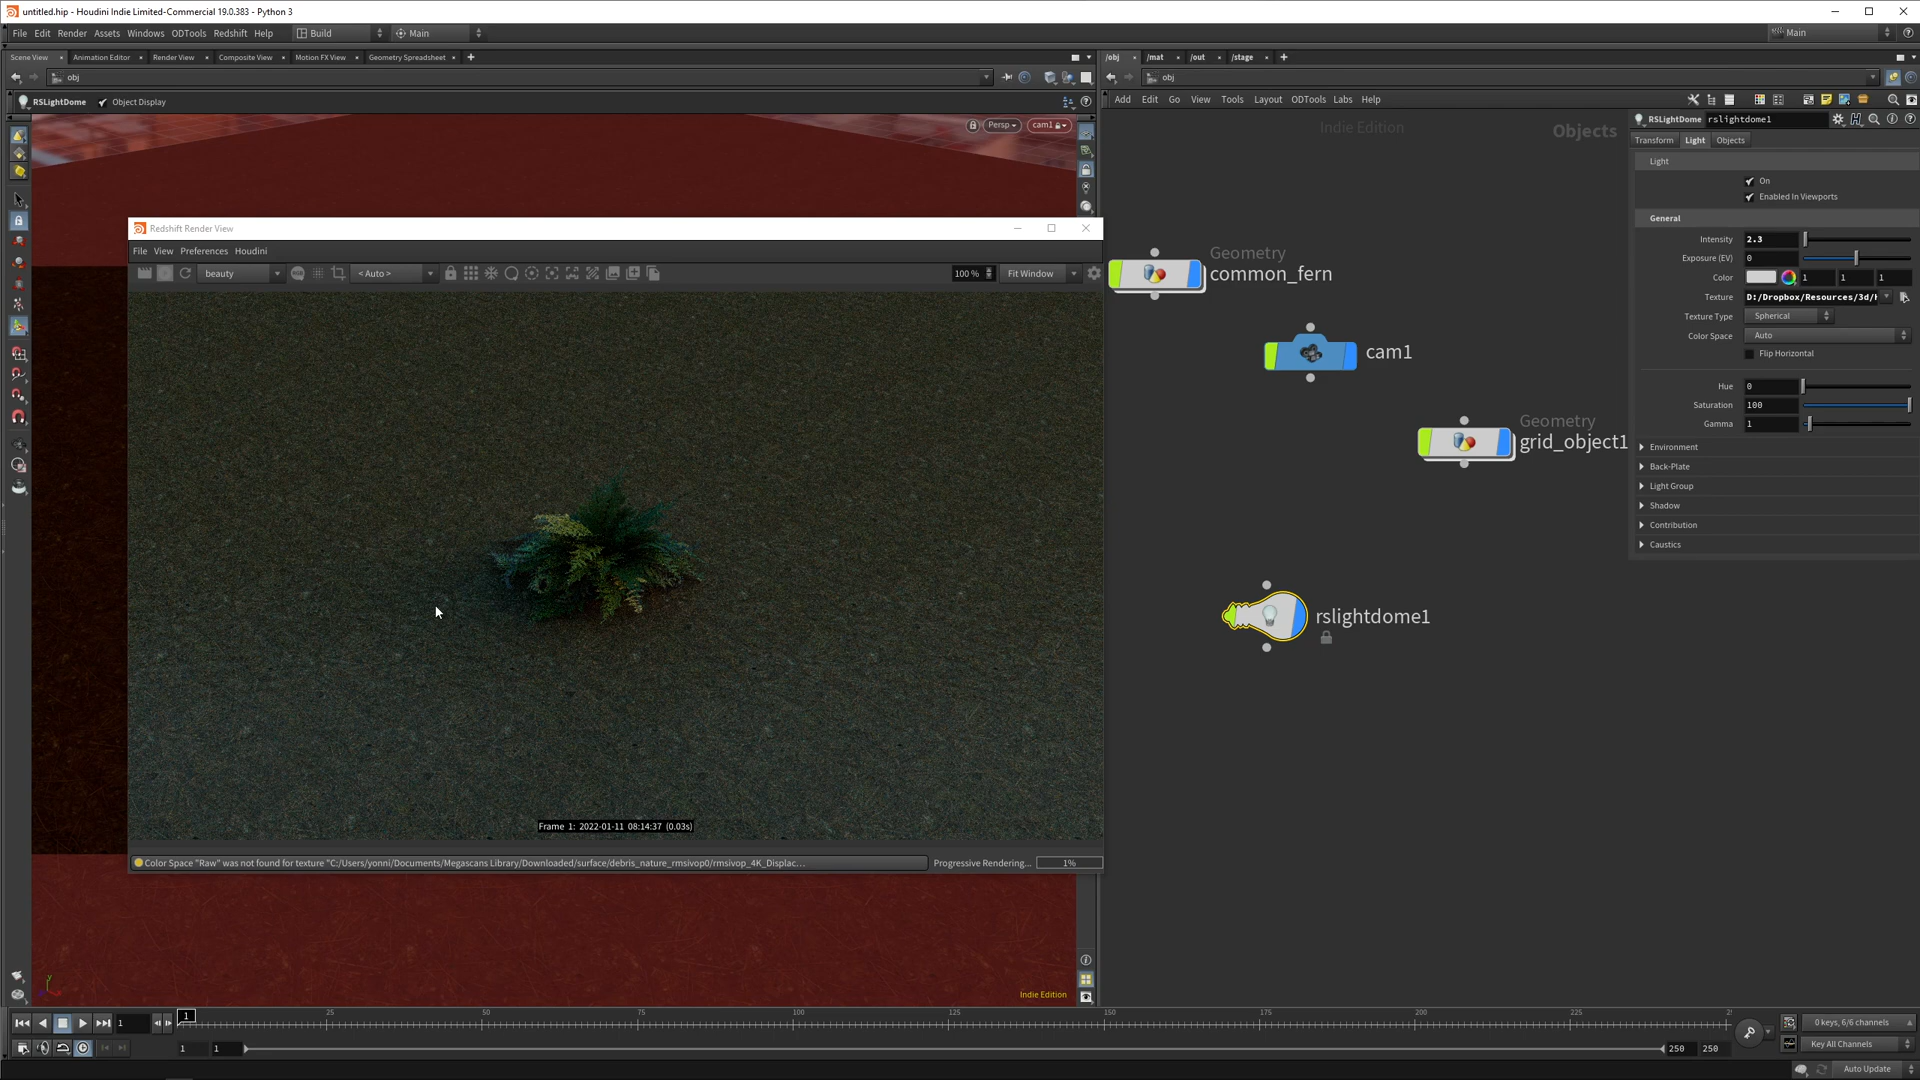 untitled.hip - Houdini Indie Limited-Commercial 19.0.383 - Python 3
File Edit Render Assets Windows ODTools Redshift Help Build Main Main
Scene View Animation Editor Render View Composite View Motion FX View Geometry Spreadsheet
/obj /mat /out /stage
obj
obj
RSLightDome Object Display
Add Edit Go View Tools Layout ODTools Labs Help
Persp cam1
Indie Edition
Objects
Geometry
common_fern
cam1
Geometry
grid_object1
rslightdome1
RSLightDome rslightdome1
Transform Light Objects
Light
On
Enabled In Viewports
General
Intensity 2.3
Exposure (EV) 0
Color 1 1 1
Texture D:/Dropbox/Resources/3d/
Texture Type Spherical
Color Space Auto
Flip Horizontal
Hue 0
Saturation 100
Gamma 1
Environment
Back-Plate
Light Group
Shadow
Contribution
Caustics
Redshift Render View
File View Preferences Houdini
beauty < Auto > 100 % Fit Window
Frame 1: 2022-01-11 08:14:37 (0.03s)
Color Space "Raw" was not found for texture "C:/Users/yonni/Documents/Megascans Library/Downloaded/surface/debris_nature_rmsivop0/rmsivop_4K_Displac...
Progressive Rendering... 1%
y
Indie Edition
1 1 25 50 75 100 125 150 175 200 225
0 keys, 6/6 channels
1 1 250 250
Key All Channels
Auto Update